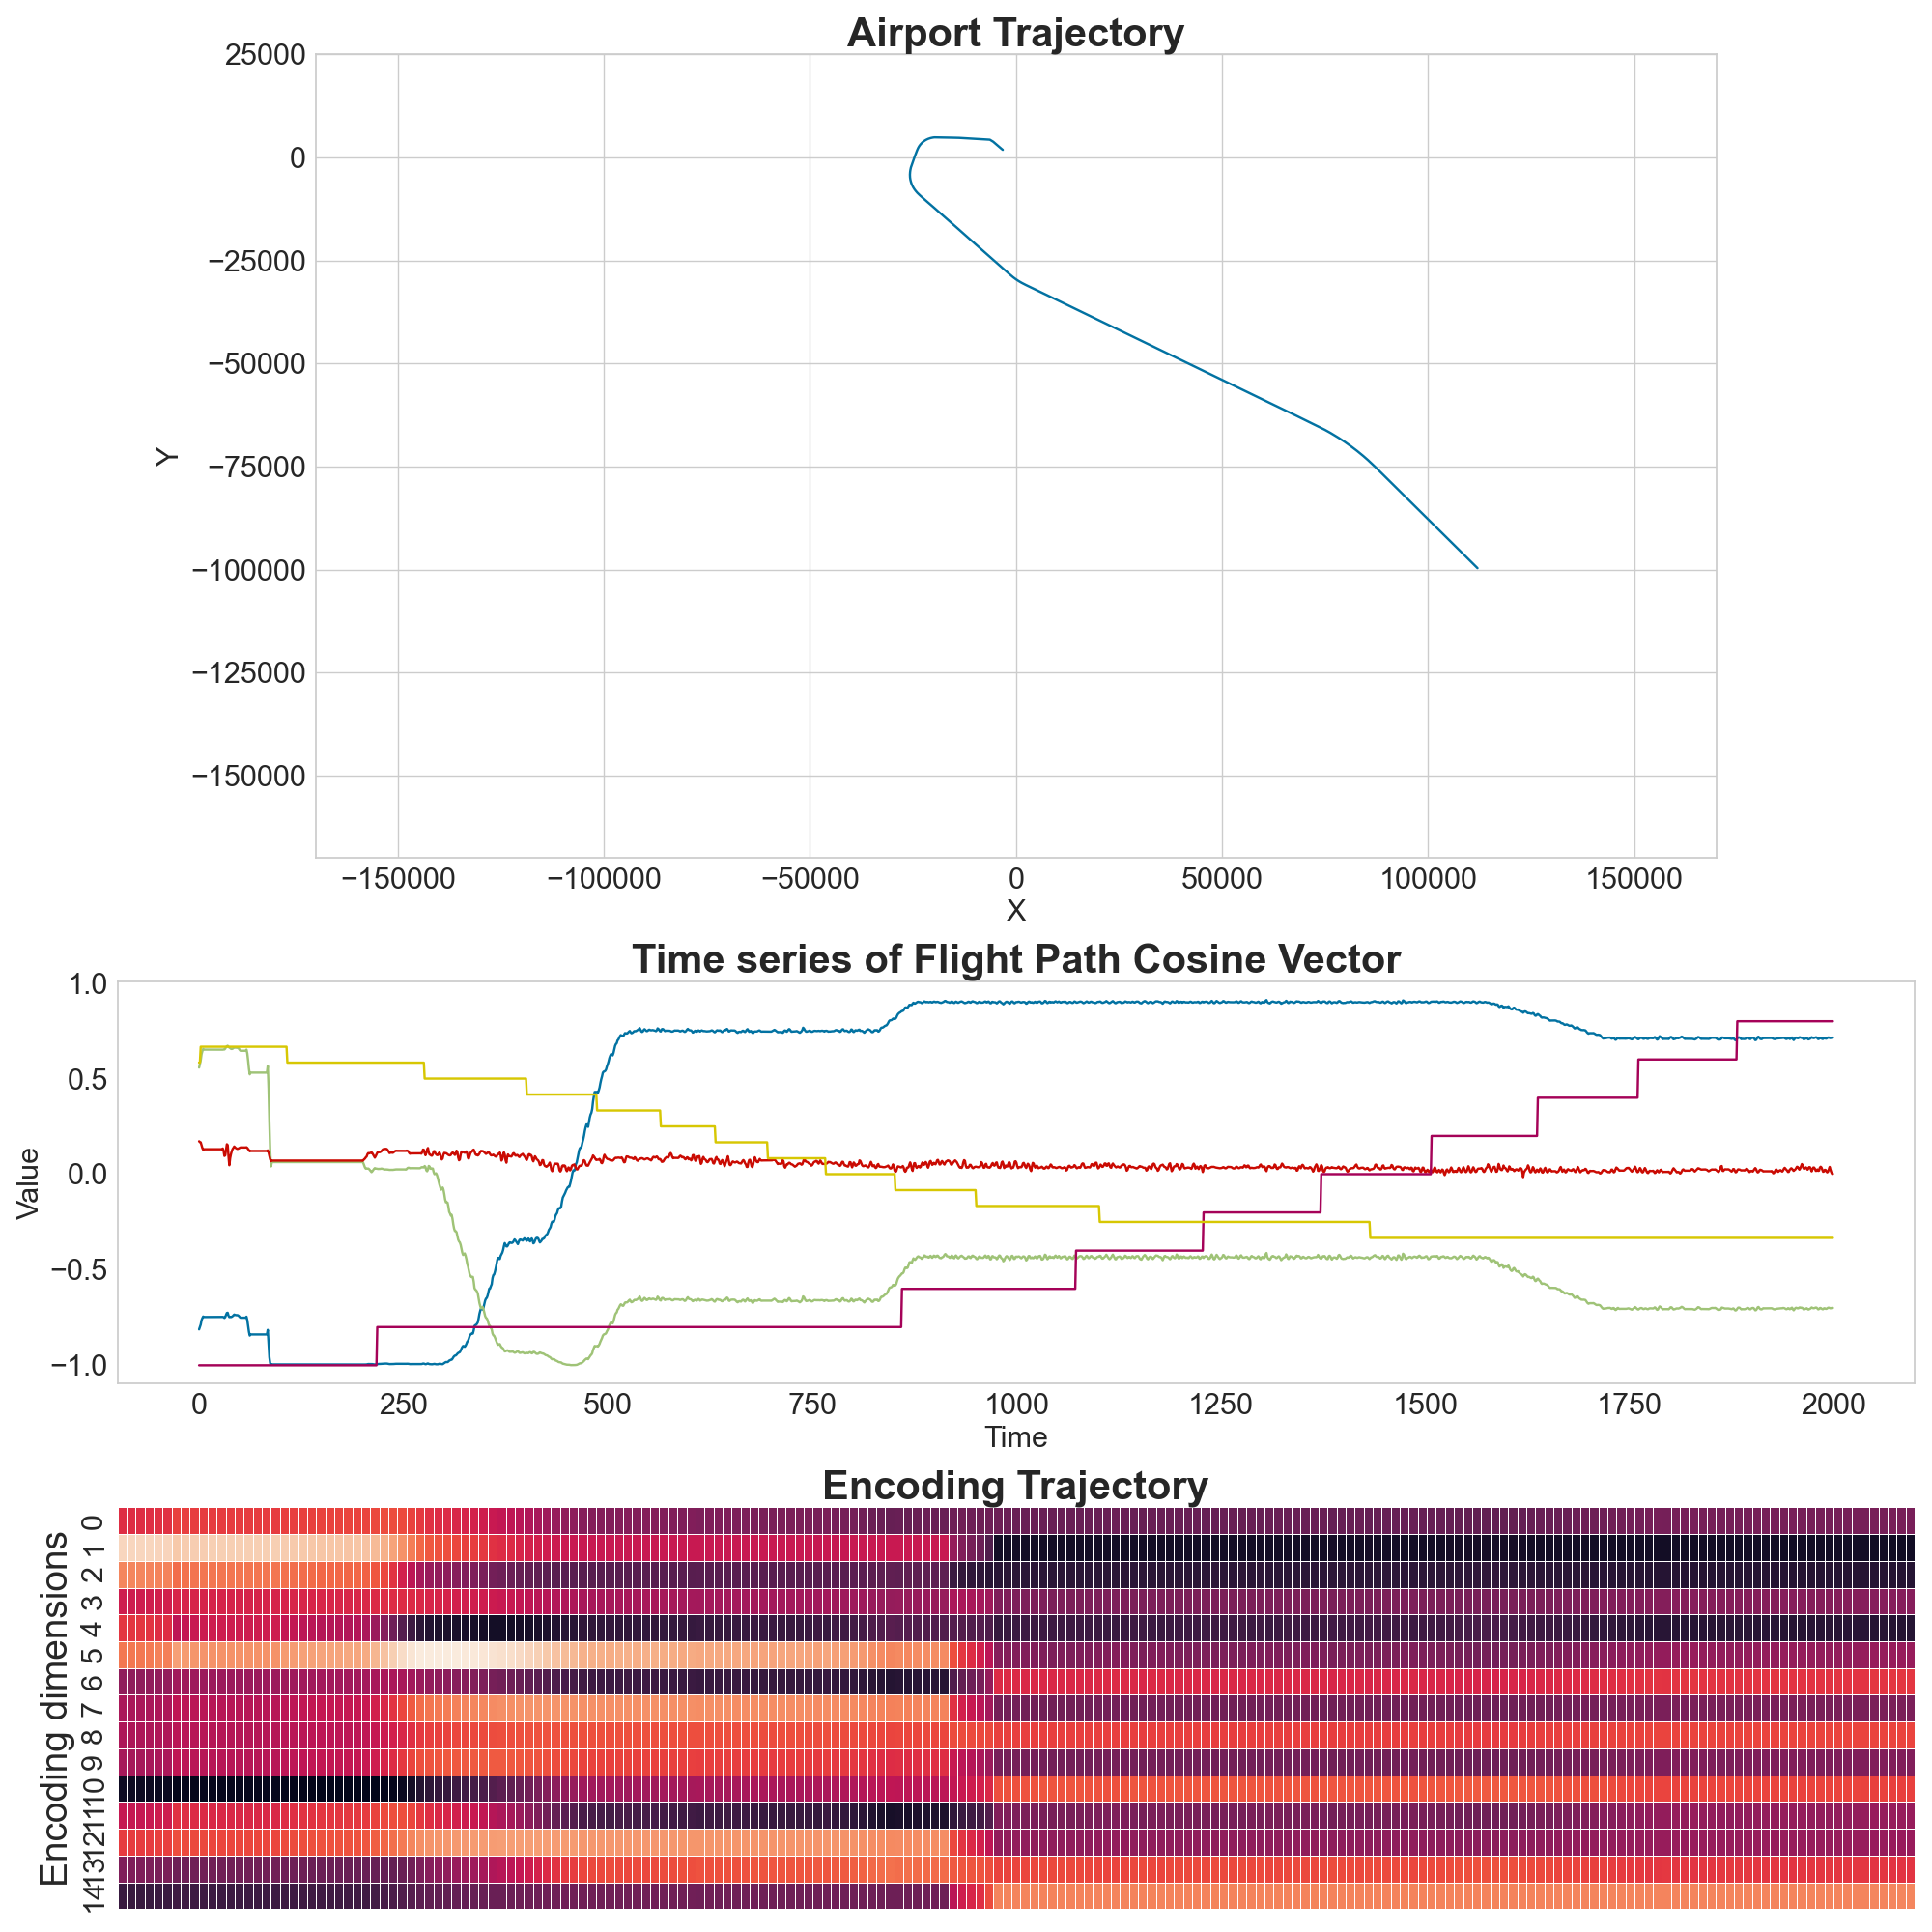 Airport Trajectory
25000
0
−25000
−50000
−75000
−100000
−125000
−150000
Y
−150000 −100000 −50000 0 50000 100000 150000
X
Time series of Flight Path Cosine Vector
1.0
0.5
0.0
−0.5
−1.0
Value
0 250 500 750 1000 1250 1500 1750 2000
Time
Encoding Trajectory
Encoding dimensions
0
1
2
3
4
5
6
7
8
9
10
11
12
13
14